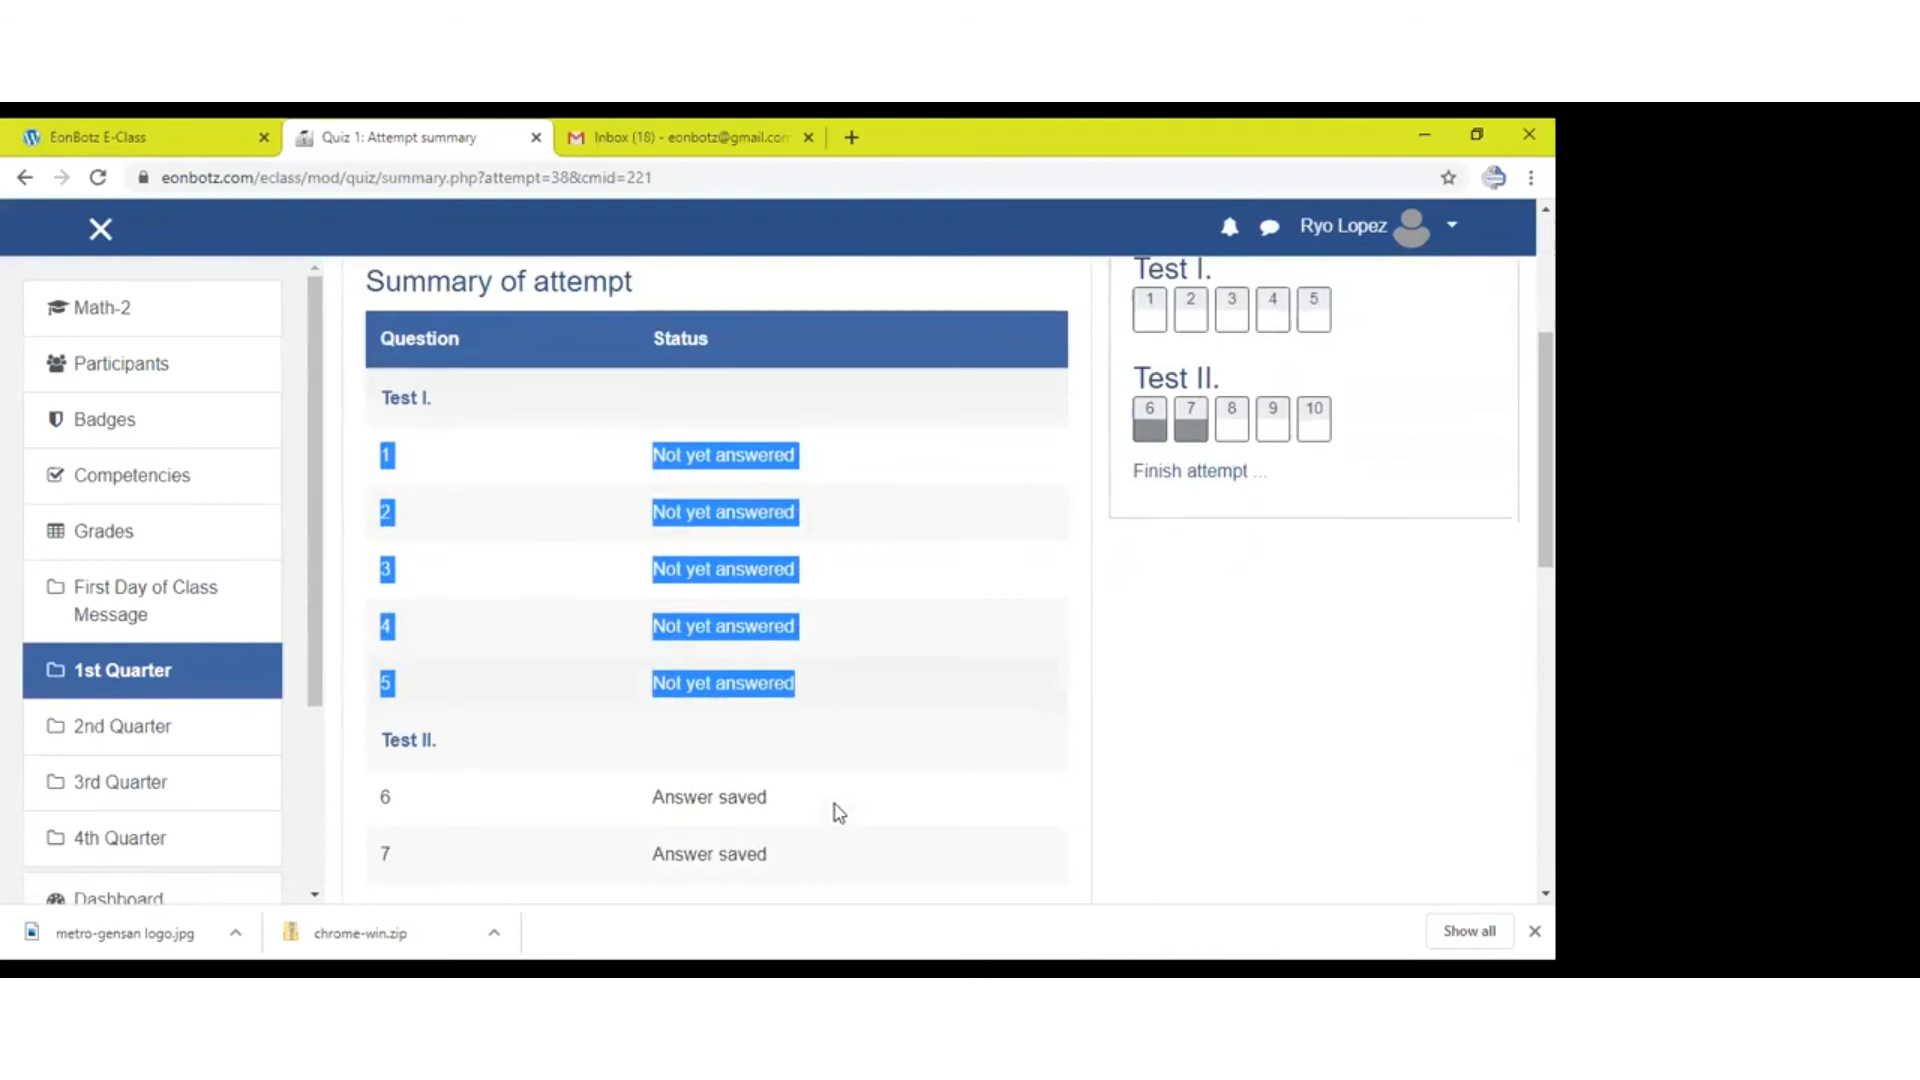 EonBotz E-Class
Quiz 1: Attempt summary
Inbox (18) - eonbotz@gmail.con
eonbotz.com/eclass/mod/quiz/summary.php?attempt=38&cmid=221
Ryo Lopez
Math-2
Participants
Badges
Competencies
Grades
First Day of Class
Message
1st Quarter
2nd Quarter
3rd Quarter
4th Quarter
Dashboard
Summary of attempt
Question Status
Test I.
1 Not yet answered
2 Not yet answered
3 Not yet answered
4 Not yet answered
5 Not yet answered
Test II.
6 Answer saved
7 Answer saved
Test I.
1 2 3 4 5
Test II.
6 7 8 9 10
Finish attempt ...
metro-gensan logo.jpg
chrome-win.zip
Show all